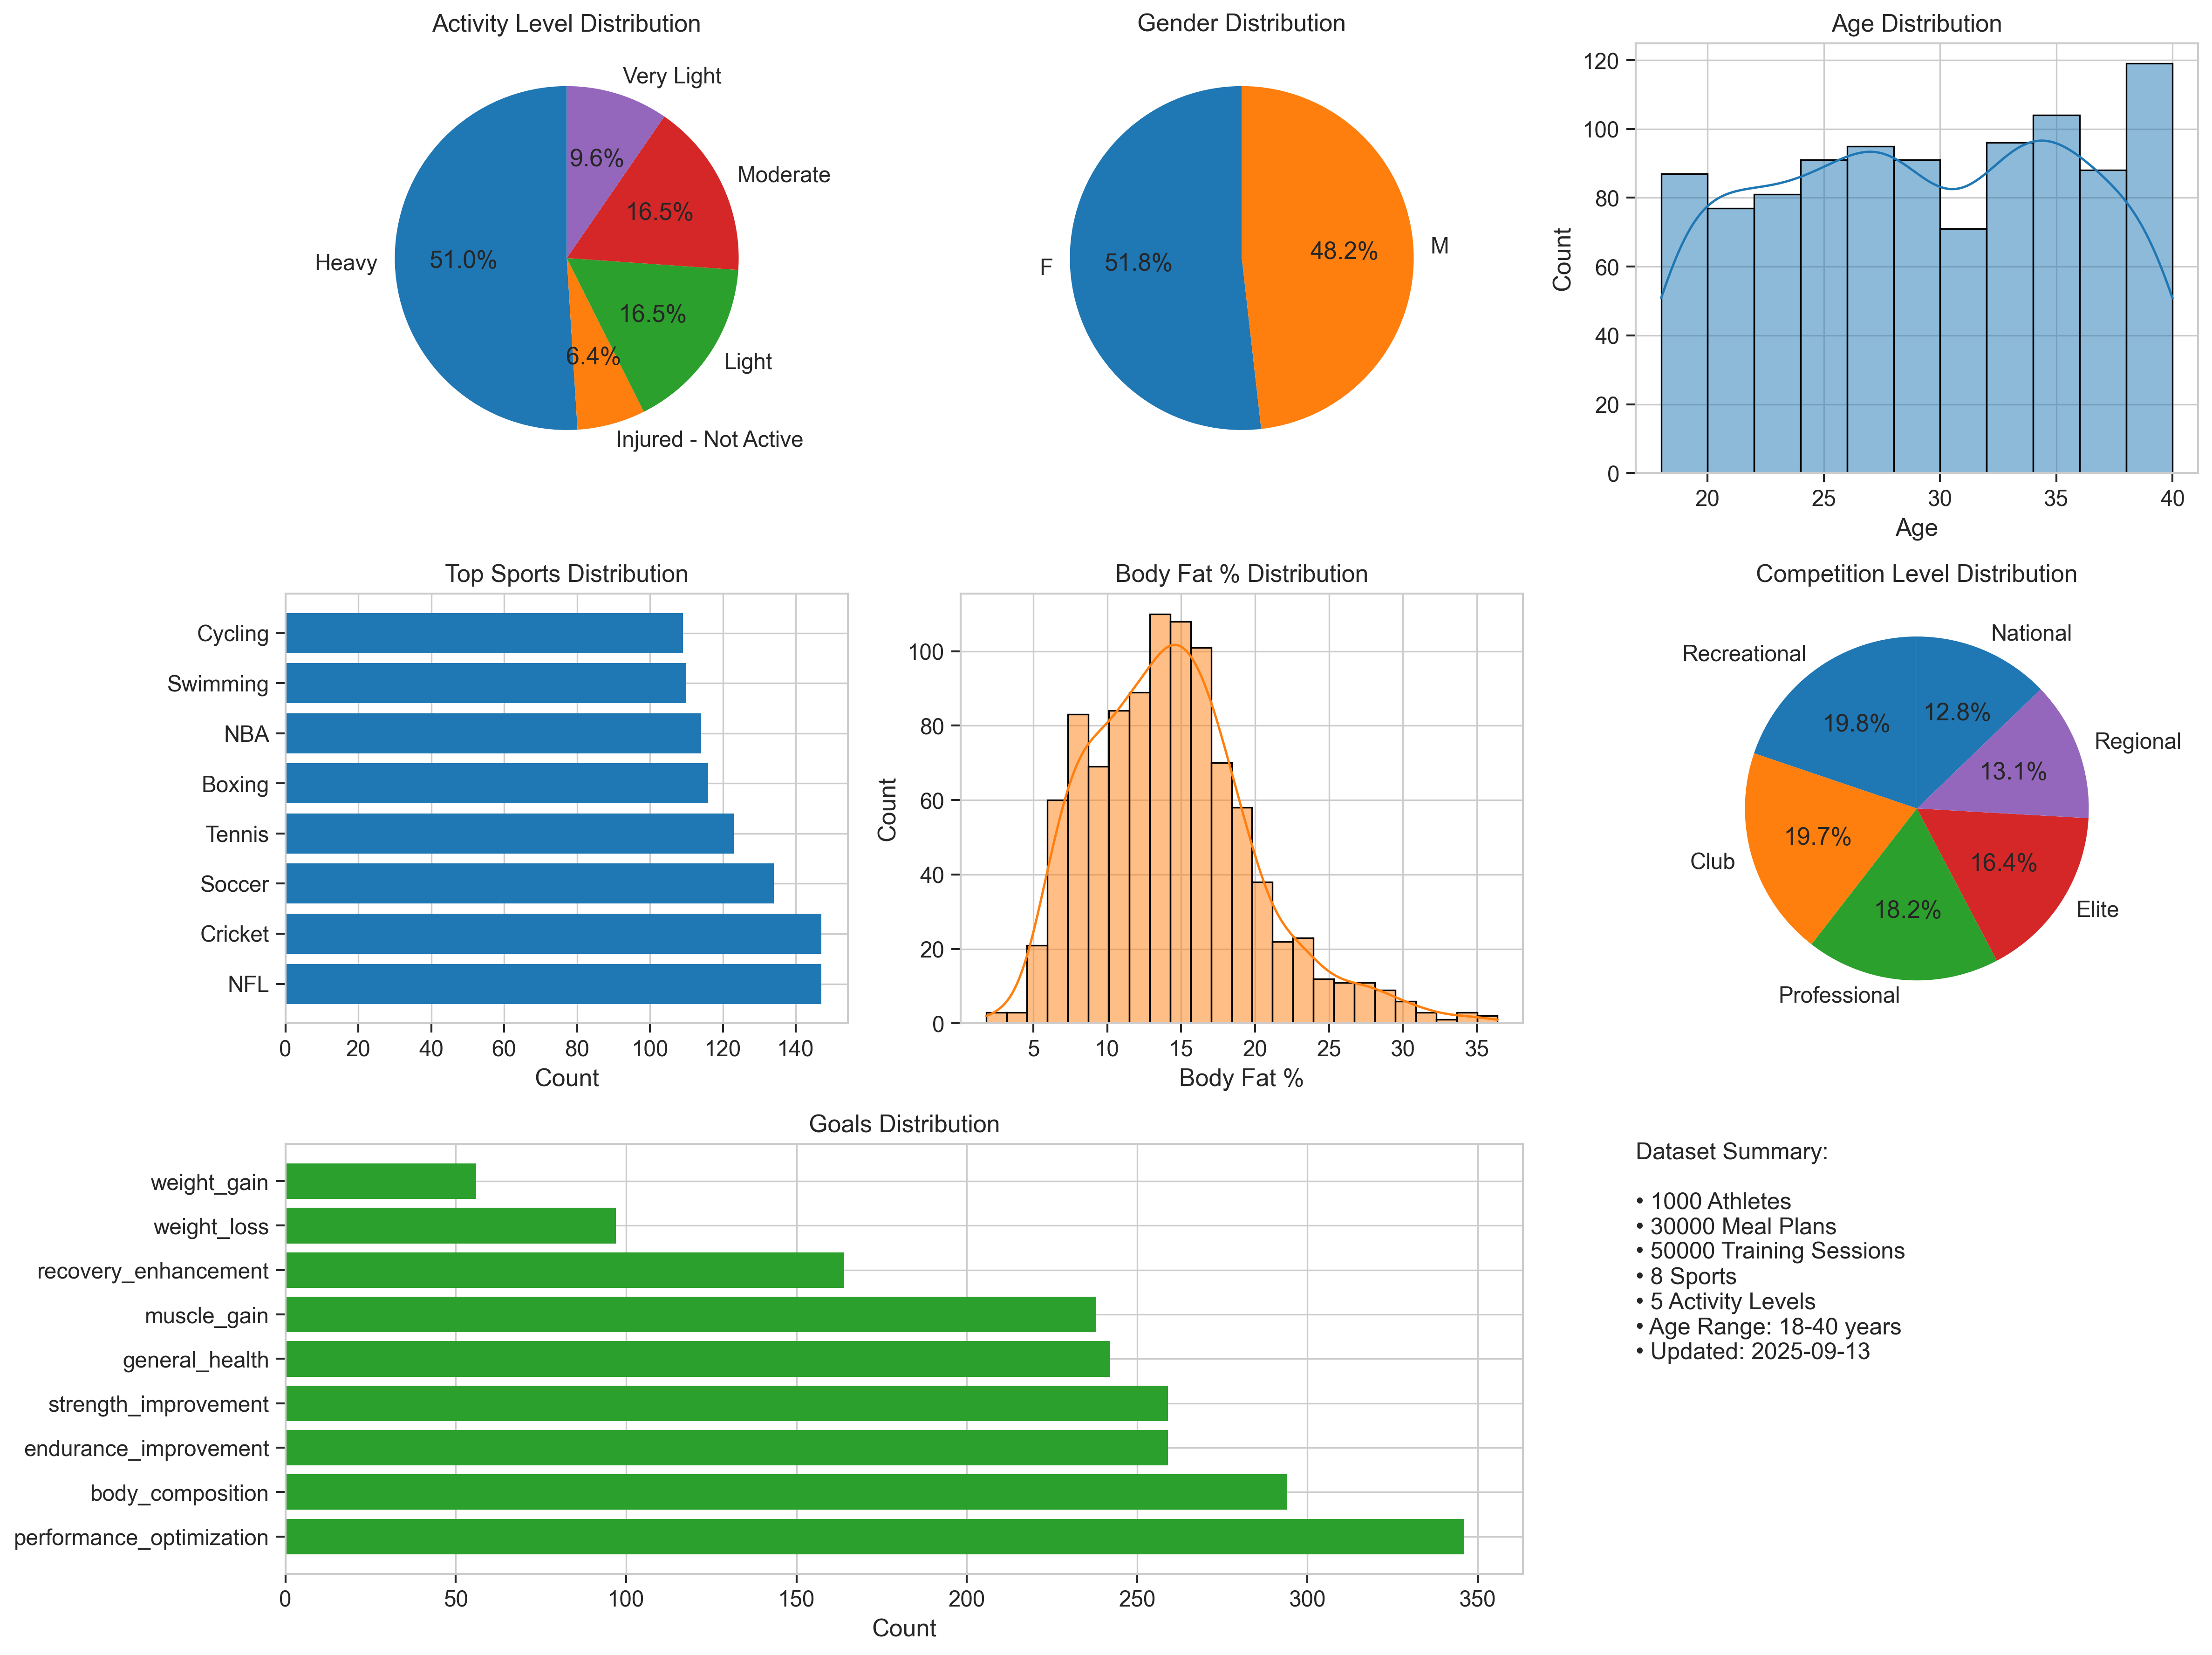 Activity Level Distribution
Very Light
9.6%
Moderate
16.5%
Heavy
51.0%
16.5%
Light
6.4%
Injured - Not Active
Gender Distribution
F
51.8%
48.2%
M
Age Distribution
120
100
80
60
40
20
0
Count
20 25 30 35 40
Age
Top Sports Distribution
Cycling
Swimming
NBA
Boxing
Tennis
Soccer
Cricket
NFL
0 20 40 60 80 100 120 140
Count
Body Fat % Distribution
100
80
60
40
20
0
Count
5 10 15 20 25 30 35
Body Fat %
Competition Level Distribution
National
Recreational
19.8%
12.8%
Regional
13.1%
Club
19.7%
16.4%
Elite
18.2%
Professional
Goals Distribution
weight_gain
weight_loss
recovery_enhancement
muscle_gain
general_health
strength_improvement
endurance_improvement
body_composition
performance_optimization
0 50 100 150 200 250 300 350
Count
Dataset Summary:
• 1000 Athletes
• 30000 Meal Plans
• 50000 Training Sessions
• 8 Sports
• 5 Activity Levels
• Age Range: 18-40 years
• Updated: 2025-09-13